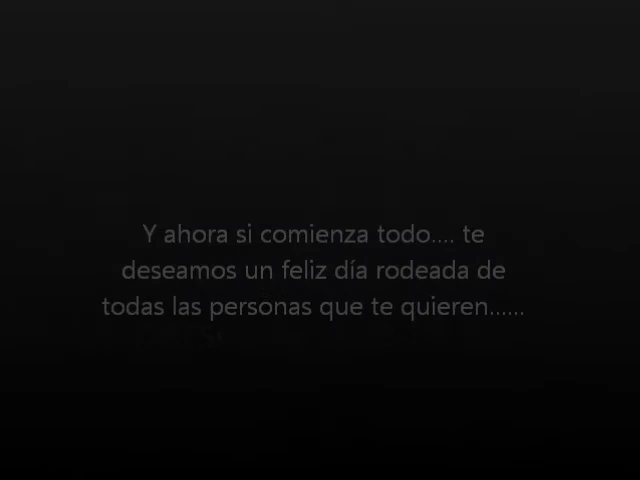 Y ahora si comienza todo.... te
deseamos un feliz día rodeada de
todas las personas que te quieren......